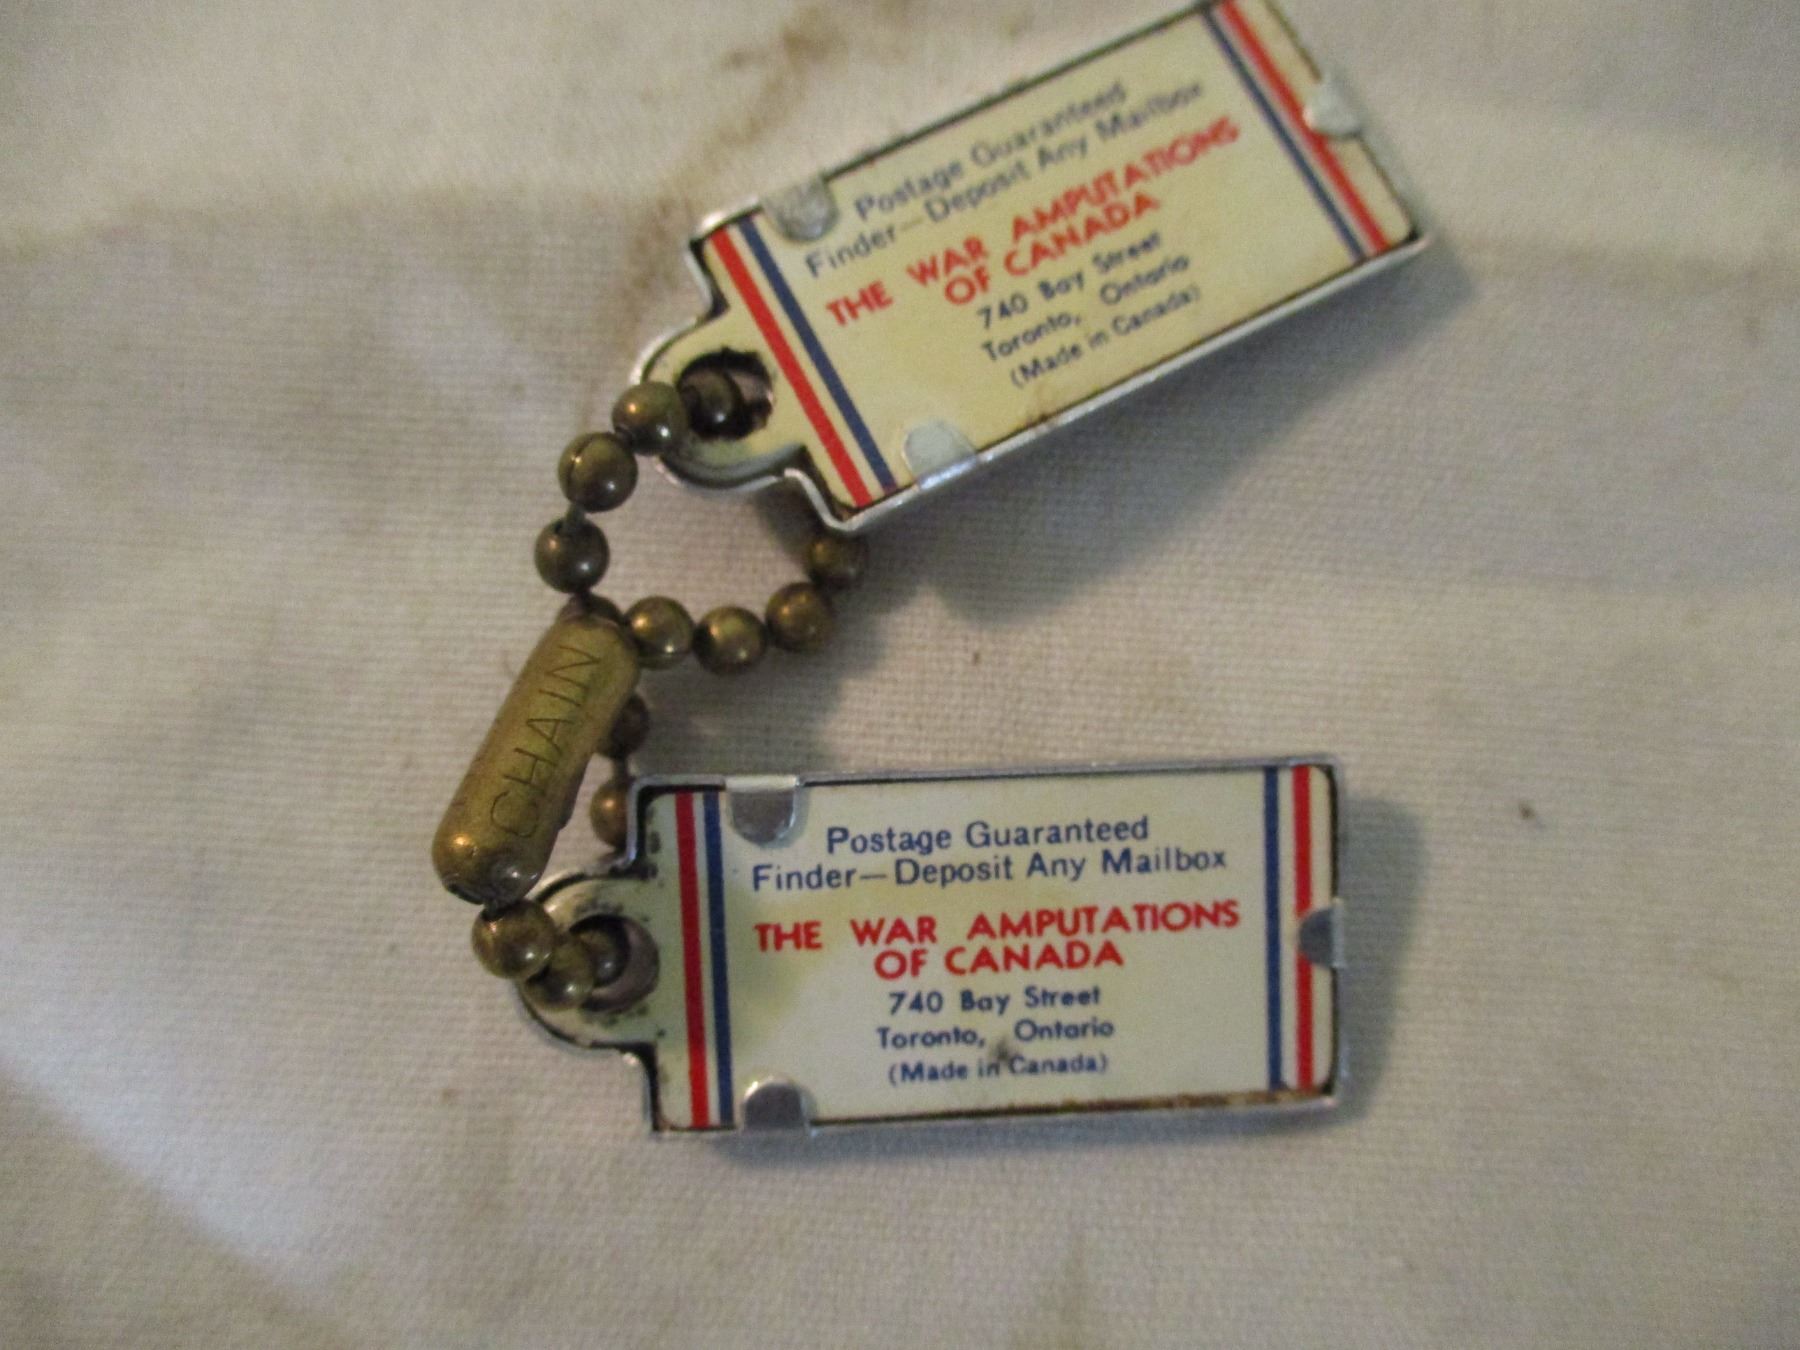 Postage Guaranteed
Finder—Deposit Any Mailbox
THE WAR AMPUTATIONS
OF CANADA
740 Bay Street
Toronto, Ontario
(Made in Canada)
CHAIN
Postage Guaranteed
Finder—Deposit Any Mailbox
THE WAR AMPUTATIONS
OF CANADA
740 Bay Street
Toronto, Ontario
(Made in Canada)